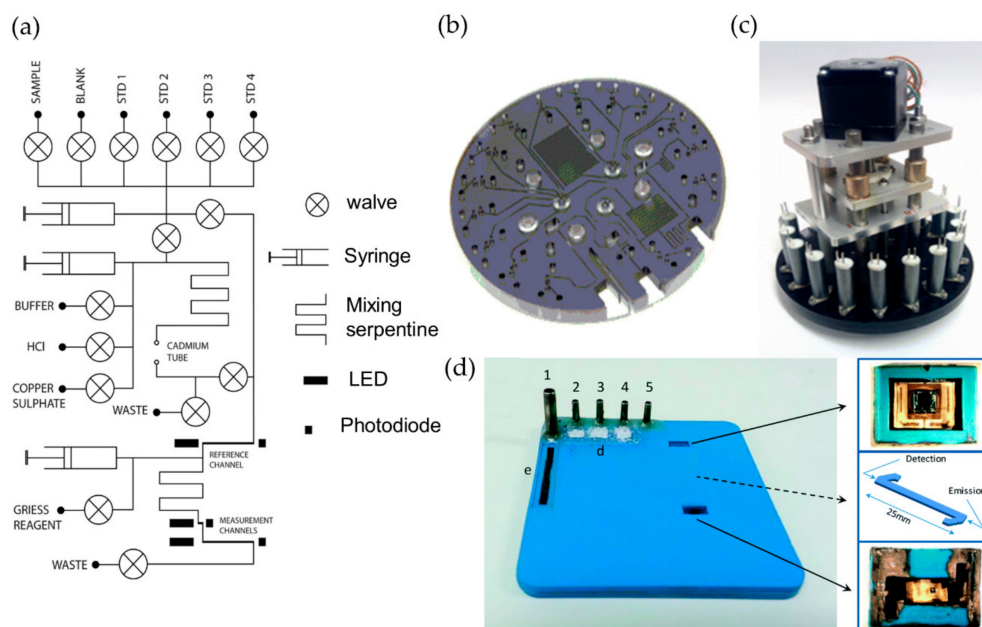 (a)
SAMPLE
BLANK
STD 1
STD 2
STD 3
STD 4
walve
Syringe
Mixing
serpentine
LED
Photodiode
BUFFER
HCl
COPPER
SULPHATE
CADMIUM
TUBE
WASTE
REFERENCE
CHANNEL
GRIESS
REAGENT
MEASUREMENT
CHANNELS
WASTE
(b)
(c)
(d)
1
2
3
4
5
d
e
Detection
Emission
25mm